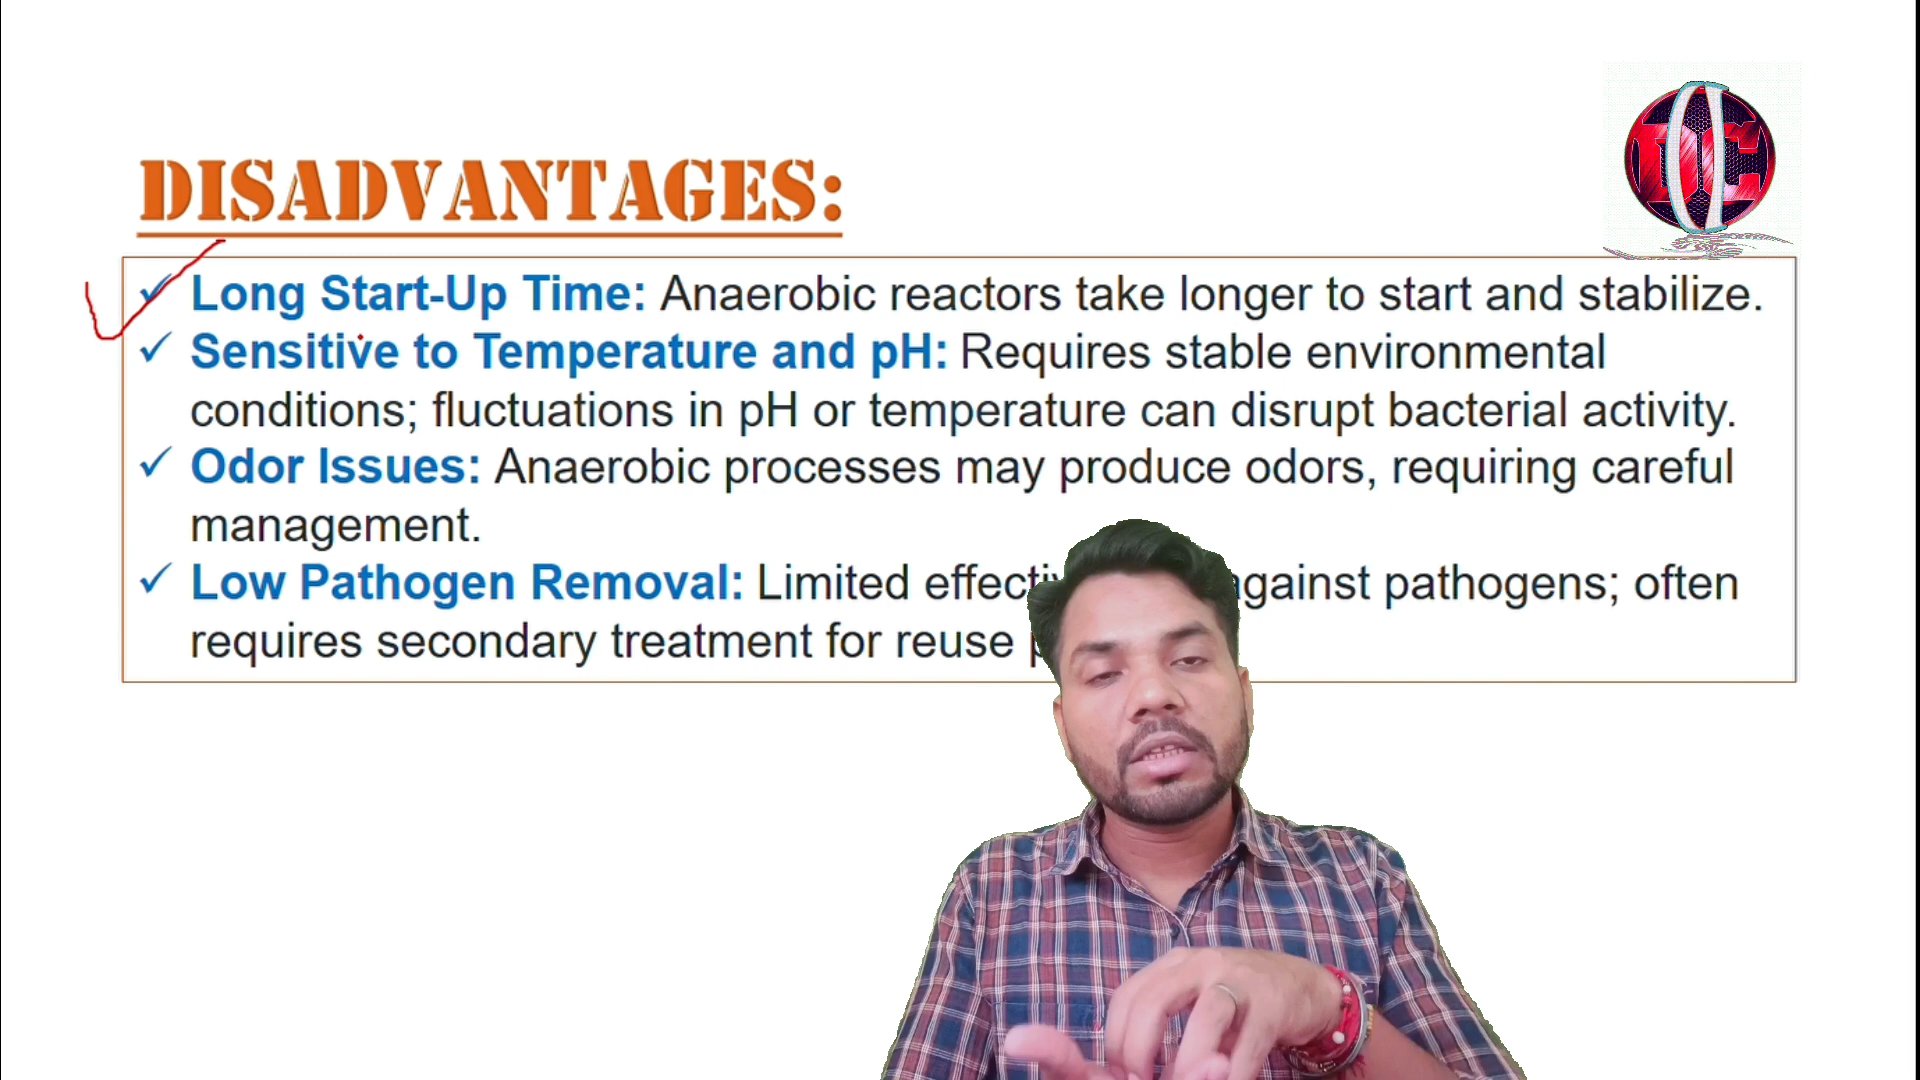 DISADVANTAGES:
Long Start-Up Time: Anaerobic reactors take longer to start and stabilize.
Sensitive to Temperature and pH: Requires stable environmental
conditions; fluctuations in pH or temperature can disrupt bacterial activity.
Odor Issues: Anaerobic processes may produce odors, requiring careful
management.
Low Pathogen Removal: Limited pathogens; often
requires secondary treatment for reuse